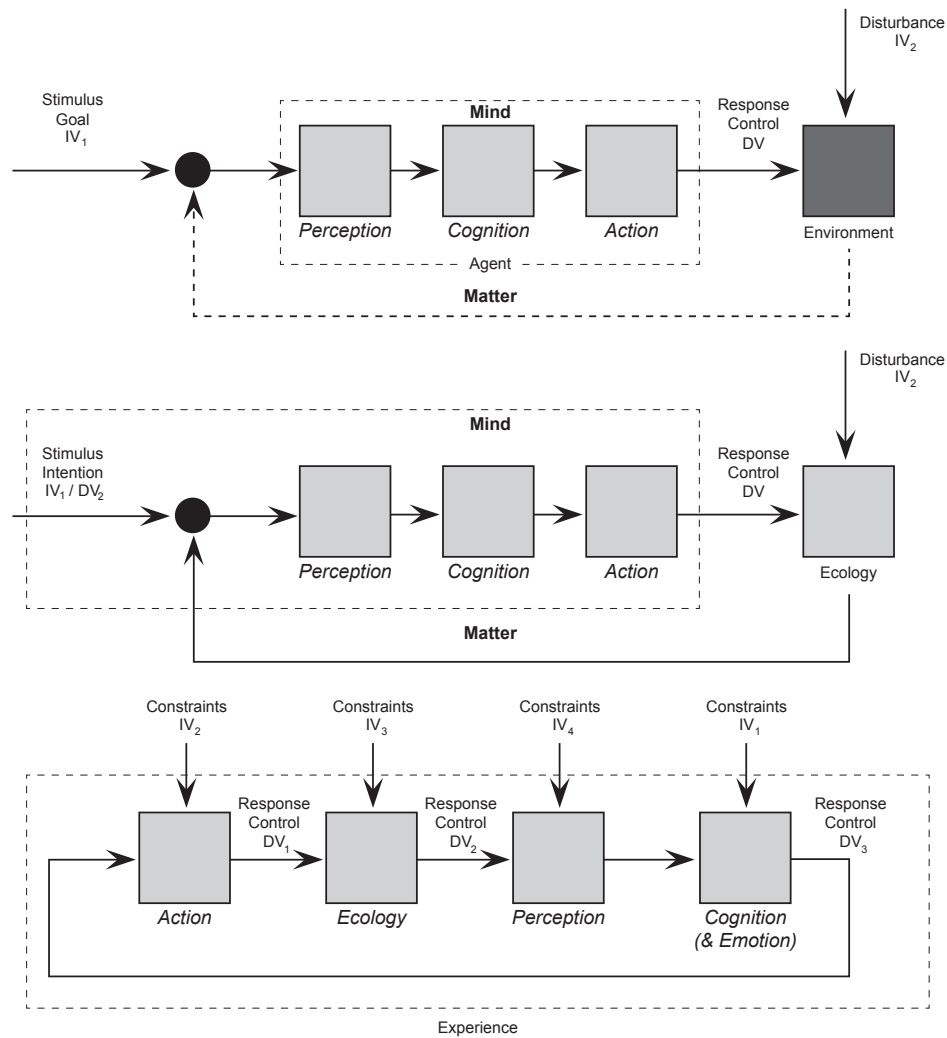 Disturbance
IV₂
Stimulus
Goal
IV₁
Mind
Response
Control
DV
Perception
Cognition
Action
Environment
Agent
Matter
Disturbance
IV₂
Mind
Stimulus
Intention
IV₁ / DV₂
Response
Control
DV
Perception
Cognition
Action
Ecology
Matter
Constraints
IV₂
Constraints
IV₃
Constraints
IV₄
Constraints
IV₁
Response
Control
DV₁
Response
Control
DV₂
Response
Control
DV₃
Action
Ecology
Perception
Cognition
(& Emotion)
Experience